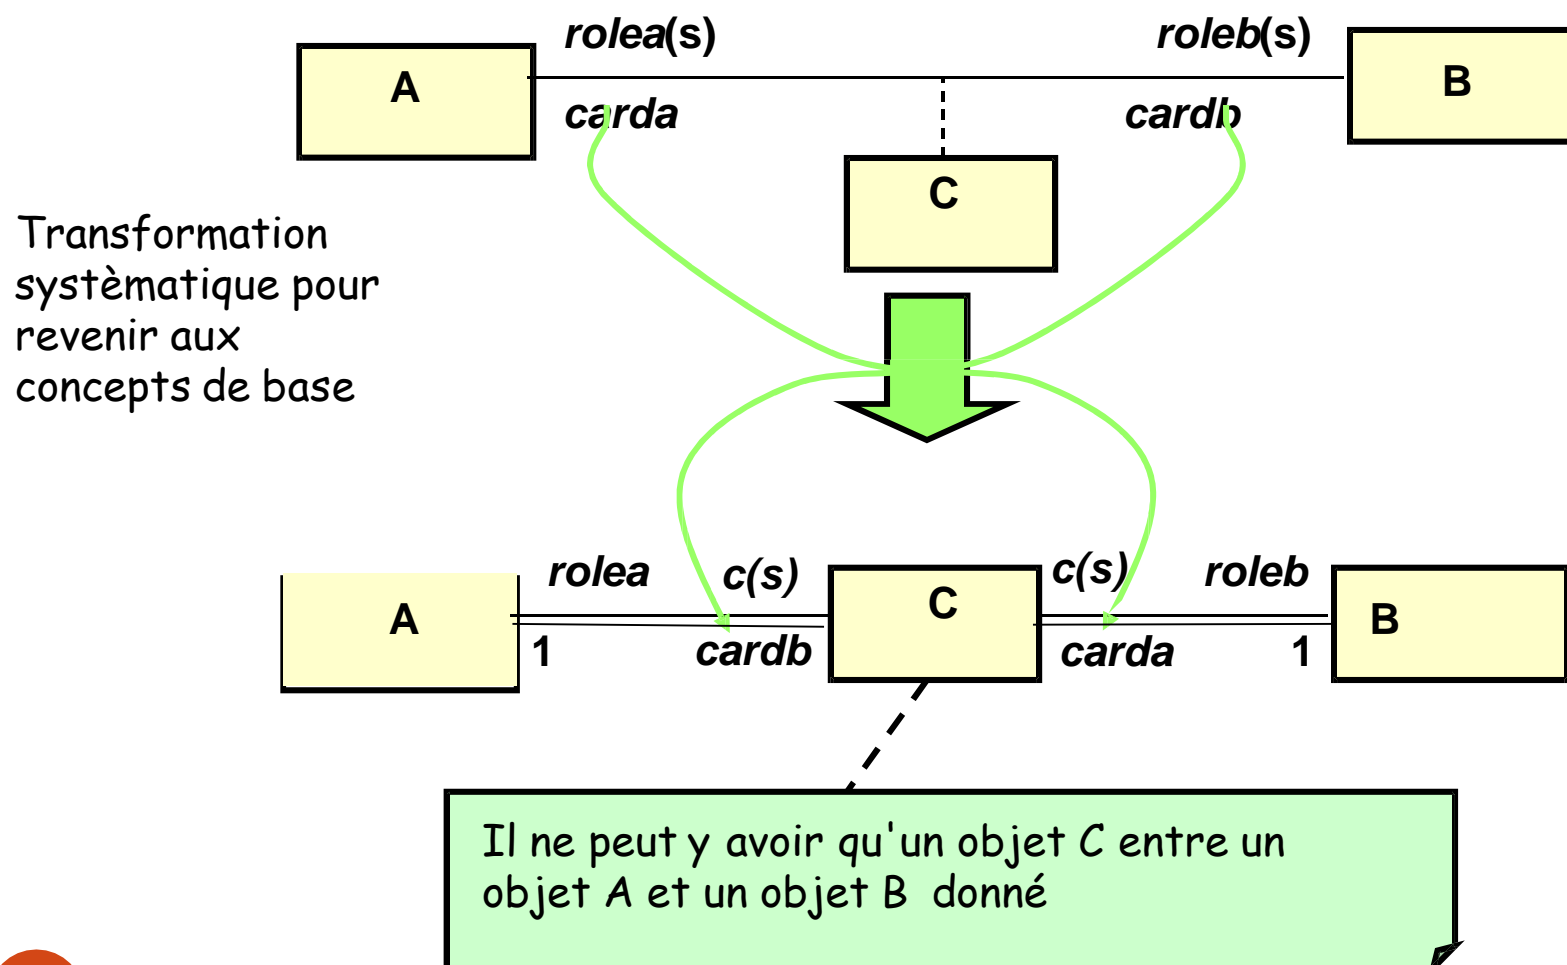 rolea(s)
roleb(s)
A
B
carda
cardb
C
Transformation
systèmatique pour
revenir aux
concepts de base
rolea
c(s)
c(s)
roleb
A
C
B
1
cardb
carda
1
Il ne peut y avoir qu'un objet C entre un
objet A et un objet B donné